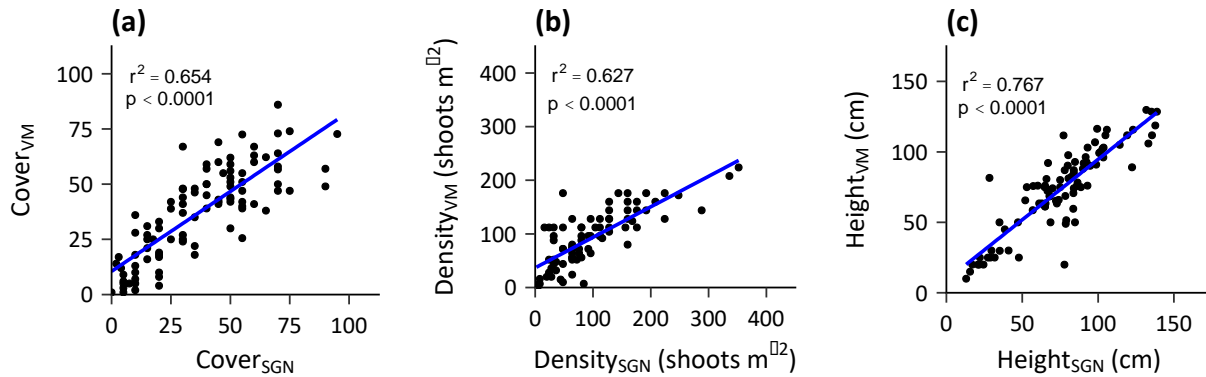 (a)
r² = 0.654
p < 0.0001
100
75
50
25
0
0 25 50 75 100
Cover_VM
Cover_SGN
(b)
r² = 0.627
p < 0.0001
400
300
200
100
0
0 100 200 300 400
Density_VM (shoots m^▯2)
Density_SGN (shoots m^▯2)
(c)
r² = 0.767
p < 0.0001
150
100
50
0
0 50 100 150
Height_VM (cm)
Height_SGN (cm)